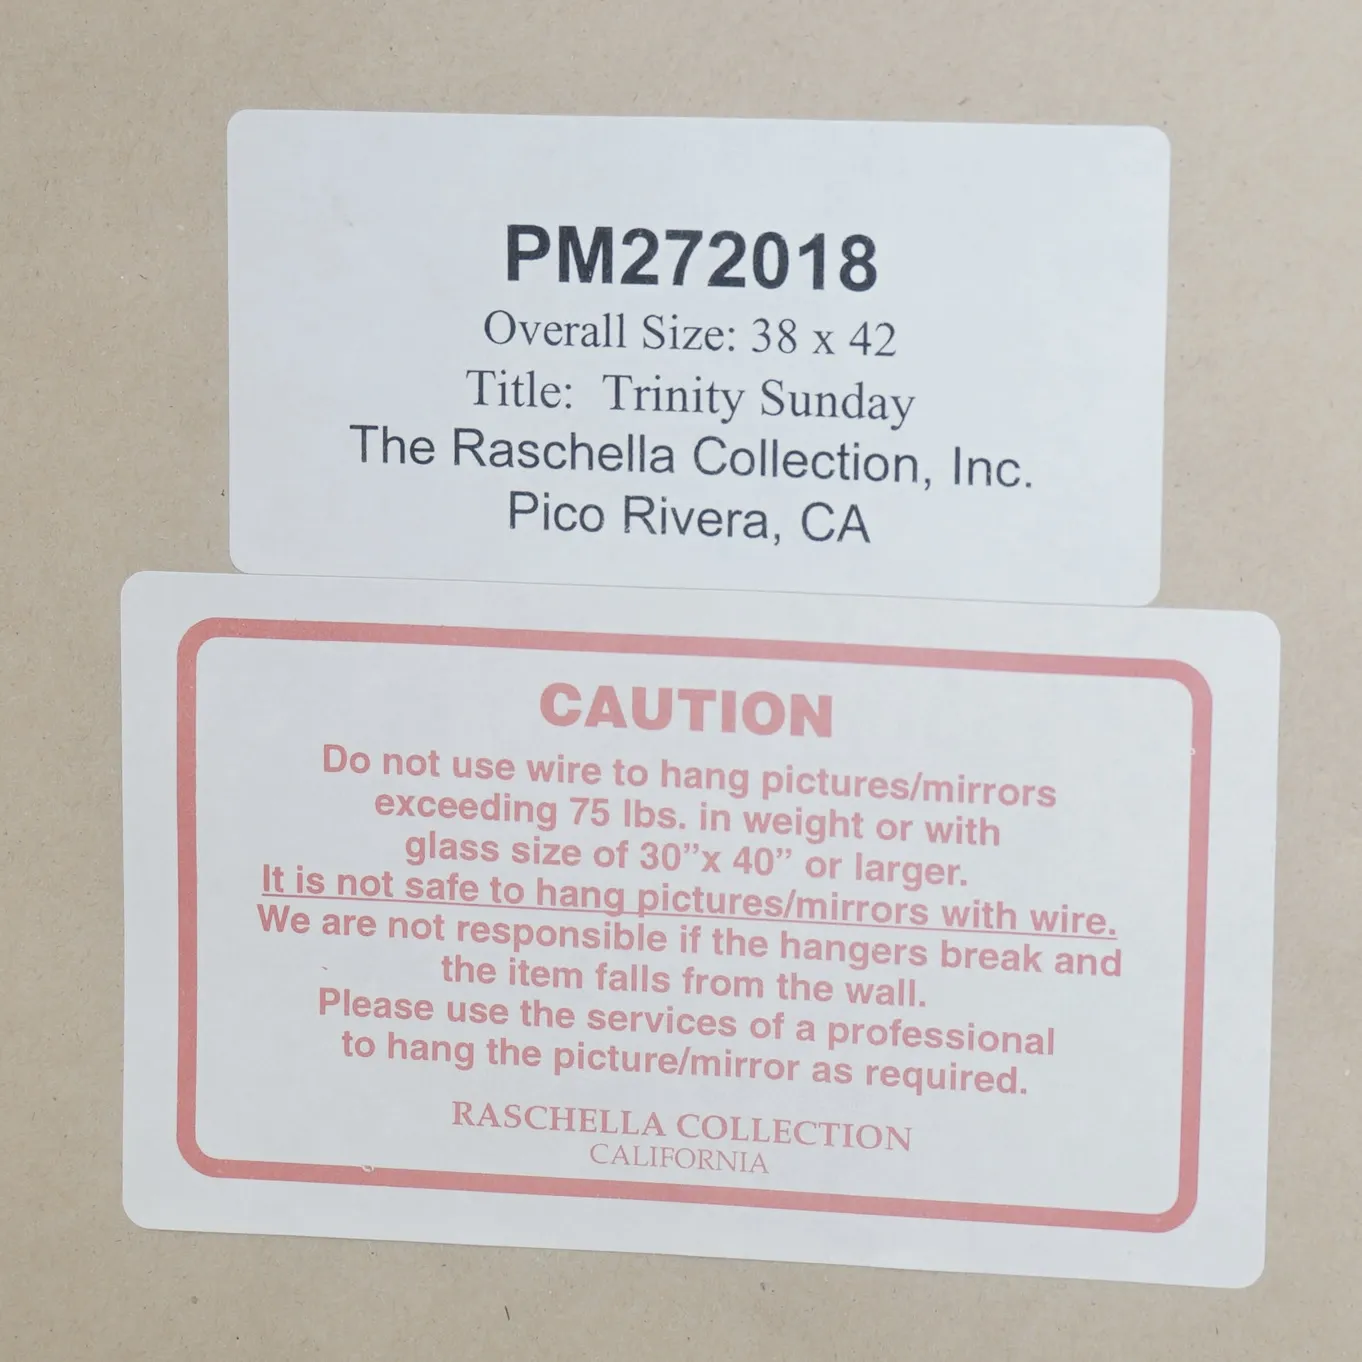 PM272018
Overall Size: 38 x 42
Title: Trinity Sunday
The Raschella Collection, Inc.
Pico Rivera, CA
CAUTION
Do not use wire to hang pictures/mirrors
exceeding 75 lbs. in weight or with
glass size of 30”x 40” or larger.
It is not safe to hang pictures/mirrors with wire.
We are not responsible if the hangers break and
the item falls from the wall.
Please use the services of a professional
to hang the picture/mirror as required.
RASCHELLA COLLECTION
CALIFORNIA